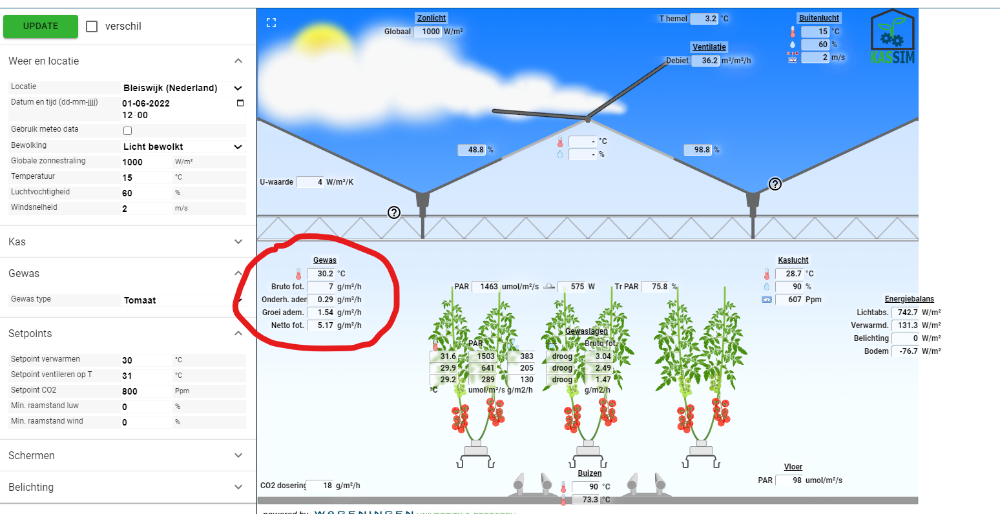 UPDATE verschil
Weer en locatie
Locatie Bleiswijk (Nederland)
Datum en tijd (dd-mm-jjjj) 01-06-2022
12:00
Gebruik meteo data
Bewolking Licht bewolkt
Globale zonnestraling 1000 W/m²
Temperatuur 15 °C
Luchtvochtigheid 60 %
Windsnelheid 2 m/s
Kas
Gewas
Gewas type Tomaat
Setpoints
Setpoint verwarmen 30 °C
Setpoint ventileren op T 31 °C
Setpoint CO2 800 Ppm
Min. raamstand luw 0 %
Min. raamstand wind 0 %
Schermen
Belichting
Zonlicht
Globaal 1000 W/m²
T hemel 3.2 °C
Ventilatie
Debiet 36.2 m³/m²/h
Buitenlucht
15 °C
60 %
2 m/s
KASSIM
- °C
- %
48.8 %
98.8 %
U-waarde 4 W/m²/K
?
?
Gewas
30.2 °C
Bruto fot. 7 g/m²/h
Onderh. adem 0.29 g/m²/h
Groei adem. 1.54 g/m²/h
Netto fot. 5.17 g/m²/h
PAR 1463 umol/m²/s 575 W Tr PAR 75.8 %
Kaslucht
28.7 °C
90 %
607 Ppm
Energiebalans
Lichtabs. 742.7 W/m²
Verwarmd. 131.3 W/m²
Belichting 0 W/m²
Bodem -76.7 W/m²
Gewaslagen
PAR Bruto fot.
31.6 1503 383 droog 3.04
29.9 641 205 droog 2.49
29.2 289 130 droog 1.47
°C umol/m²/s g/m2/h g/m2/h
CO2 dosering 18 g/m²/h
Buizen
90 °C
73.3 °C
Vloer
PAR 98 umol/m²/s
powered by WAGENINGEN UNIVERSITY & RESEARCH